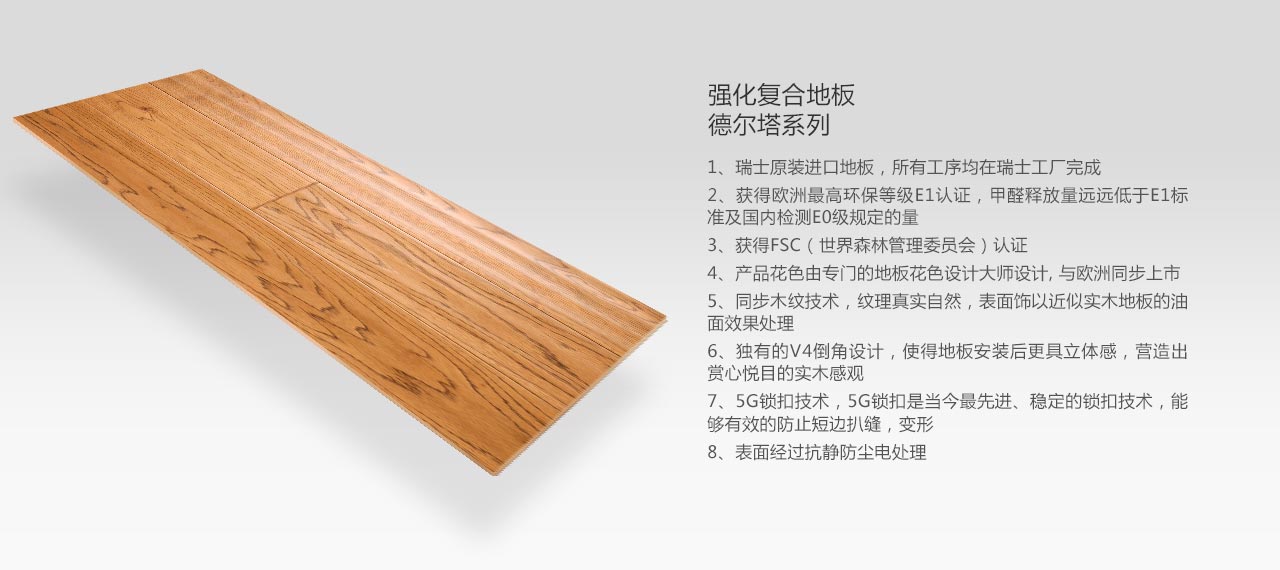 强化复合地板
德尔塔系列
1、瑞士原装进口地板，所有工序均在瑞士工厂完成
2、获得欧洲最高环保等级E1认证，甲醛释放量远远低于E1标
准及国内检测E0级规定的量
3、获得FSC（世界森林管理委员会）认证
4、产品花色由专门的地板花色设计大师设计, 与欧洲同步上市
5、同步木纹技术，纹理真实自然，表面饰以近似实木地板的油
面效果处理
6、独有的V4倒角设计，使得地板安装后更具立体感，营造出
赏心悦目的实木感观
7、5G锁扣技术，5G锁扣是当今最先进、稳定的锁扣技术，能
够有效的防止短边扒缝，变形
8、表面经过抗静防尘电处理